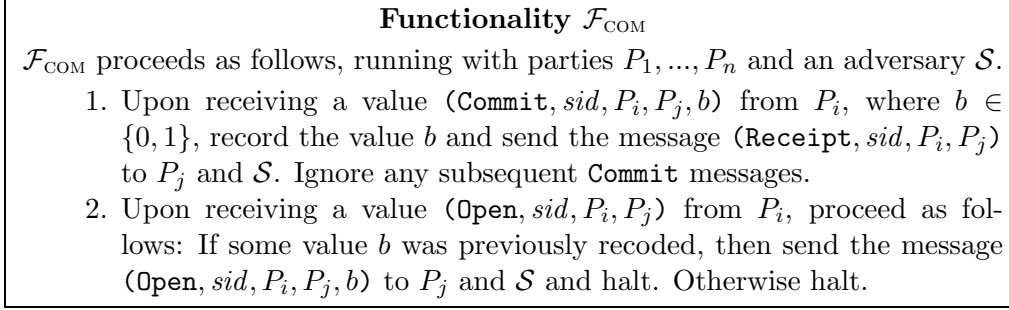 Functionality 𝓕_COM
𝓕_COM proceeds as follows, running with parties P_1, ..., P_n and an adversary 𝒮.
1. Upon receiving a value (Commit, sid, P_i, P_j, b) from P_i, where b ∈
{0, 1}, record the value b and send the message (Receipt, sid, P_i, P_j)
to P_j and 𝒮. Ignore any subsequent Commit messages.
2. Upon receiving a value (Open, sid, P_i, P_j) from P_i, proceed as fol-
lows: If some value b was previously recoded, then send the message
(Open, sid, P_i, P_j, b) to P_j and 𝒮 and halt. Otherwise halt.